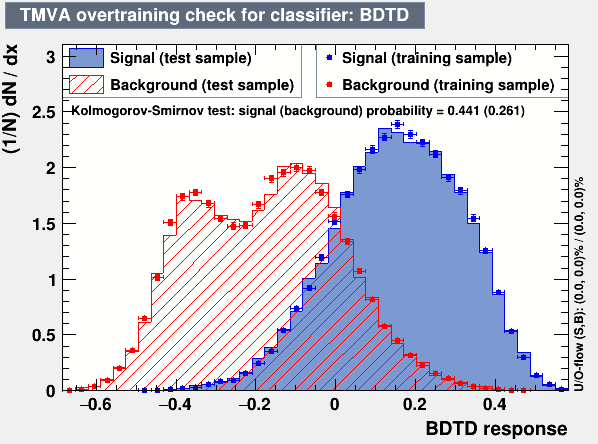 TMVA overtraining check for classifier: BDTD
(1/N) dN / dx
Signal (test sample)
Background (test sample)
Signal (training sample)
Background (training sample)
Kolmogorov-Smirnov test: signal (background) probability = 0.441 (0.261)
3
2.5
2
1.5
1
0.5
0
−0.6 −0.4 −0.2 0 0.2 0.4
BDTD response
U/O-flow (S,B): (0.0, 0.0)% / (0.0, 0.0)%